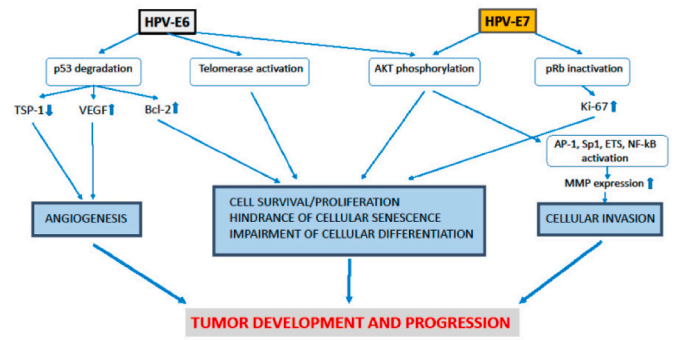 HPV-E6
HPV-E7
p53 degradation
Telomerase activation
AKT phosphorylation
pRb inactivation
TSP-1
VEGF
Bcl-2
Ki-67
AP-1, Sp1, ETS, NF-kB
activation
MMP expression
ANGIOGENESIS
CELL SURVIVAL/PROLIFERATION
HINDRANCE OF CELLULAR SENESCENCE
IMPAIRMENT OF CELLULAR DIFFERENTIATION
CELLULAR INVASION
TUMOR DEVELOPMENT AND PROGRESSION